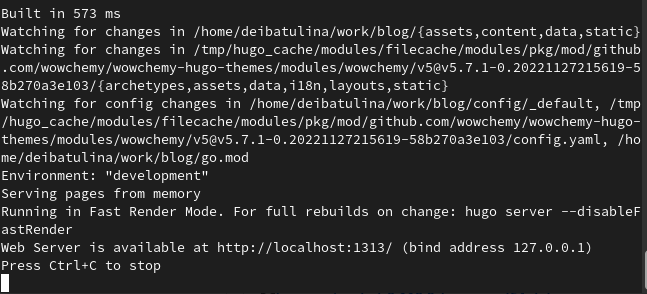 Built in 573 ms
Watching for changes in /home/deibatulina/work/blog/{assets,content,data,static}
Watching for changes in /tmp/hugo_cache/modules/filecache/modules/pkg/mod/github
.com/wowchemy/wowchemy-hugo-themes/modules/wowchemy/v5@v5.7.1-0.20221127215619-5
8b270a3e103/{archetypes,assets,data,i18n,layouts,static}
Watching for config changes in /home/deibatulina/work/blog/config/_default, /tmp
/hugo_cache/modules/filecache/modules/pkg/mod/github.com/wowchemy/wowchemy-hugo-
themes/modules/wowchemy/v5@v5.7.1-0.20221127215619-58b270a3e103/config.yaml, /ho
me/deibatulina/work/blog/go.mod
Environment: "development"
Serving pages from memory
Running in Fast Render Mode. For full rebuilds on change: hugo server --disableF
astRender
Web Server is available at http://localhost:1313/ (bind address 127.0.0.1)
Press Ctrl+C to stop